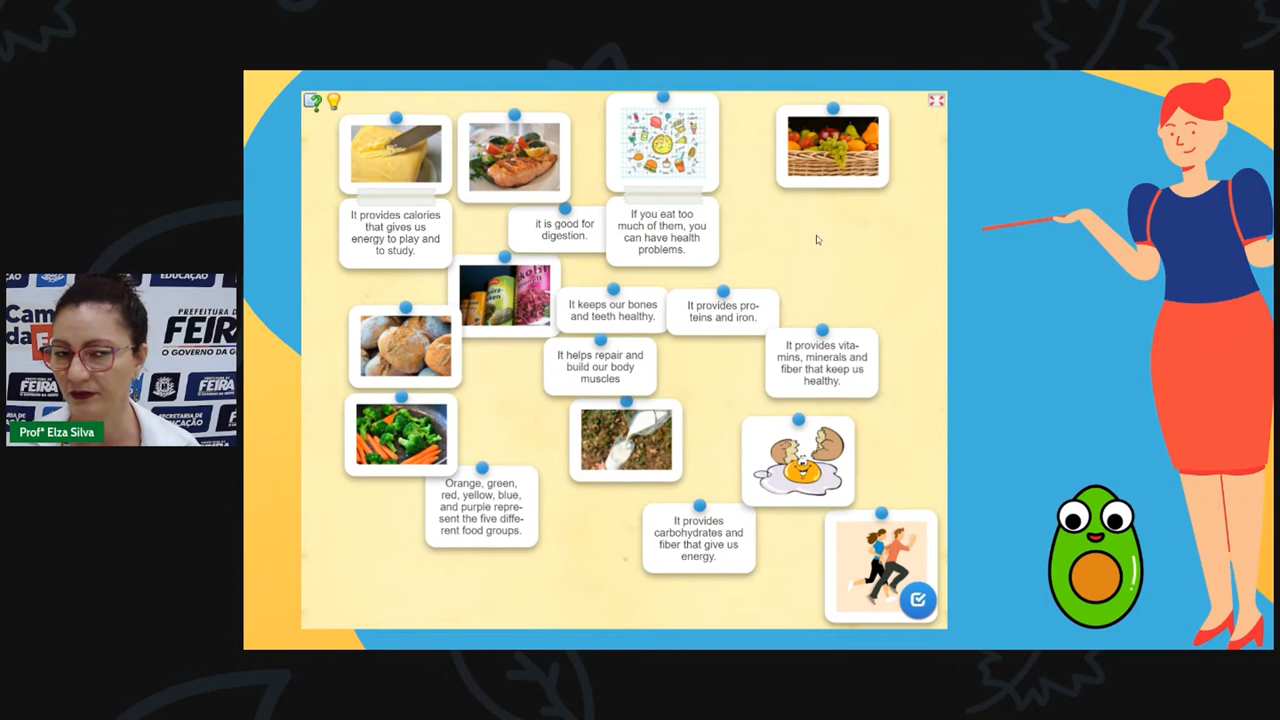 It provides calories
that gives us
energy to play and
to study.
it is good for
digestion.
If you eat too
much of them, you
can have health
problems.
It keeps our bones
and teeth healthy.
It provides pro-
teins and iron.
It helps repair and
build our body
muscles
It provides vita-
mins, minerals and
fiber that keep us
healthy.
Orange, green,
red, yellow, blue,
and purple repre-
sent the five diffe-
rent food groups.
It provides
carbohydrates and
fiber that give us
energy.
EDUCAÇÃO
PREFEITURA D
FEIR
O GOVERNO DA
FEIRA
SECRETARIA DE
EDUCAÇÃO
Profª Elza Silva